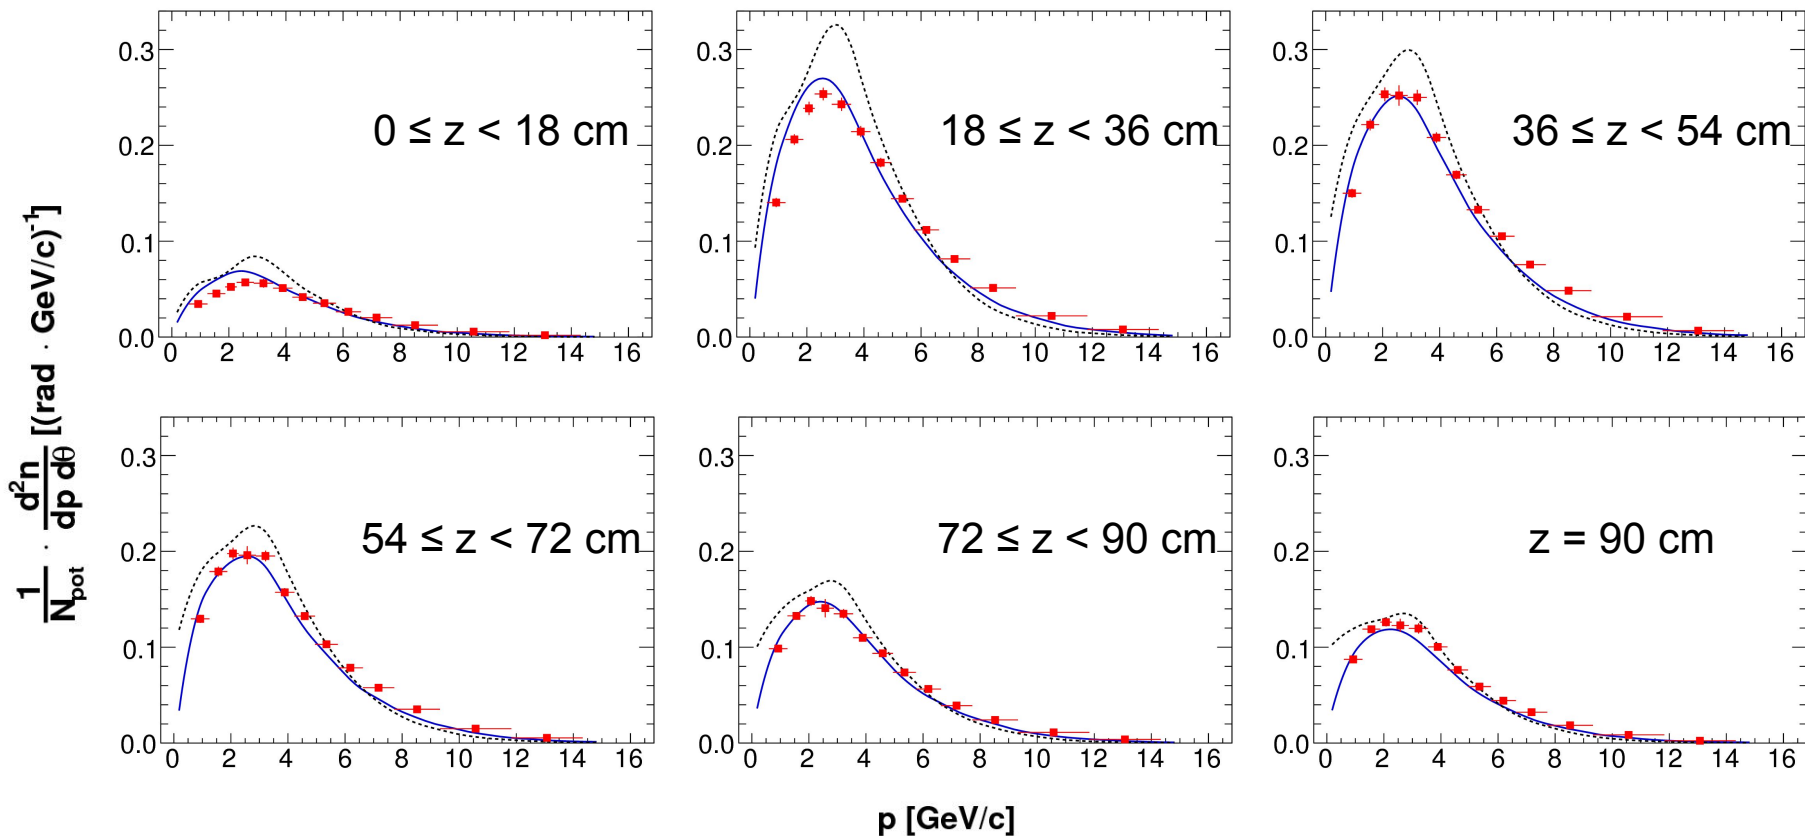 0.3
0.2
0.1
0.0
0 2 4 6 8 10 12 14 16
0 ≤ z < 18 cm
0.3
0.2
0.1
0.0
0 2 4 6 8 10 12 14 16
18 ≤ z < 36 cm
0.3
0.2
0.1
0.0
0 2 4 6 8 10 12 14 16
36 ≤ z < 54 cm
0.3
0.2
0.1
0.0
0 2 4 6 8 10 12 14 16
54 ≤ z < 72 cm
0.3
0.2
0.1
0.0
0 2 4 6 8 10 12 14 16
72 ≤ z < 90 cm
0.3
0.2
0.1
0.0
0 2 4 6 8 10 12 14 16
z = 90 cm
1/N_pot · d²n/dp dθ [(rad · GeV/c)⁻¹]
p [GeV/c]